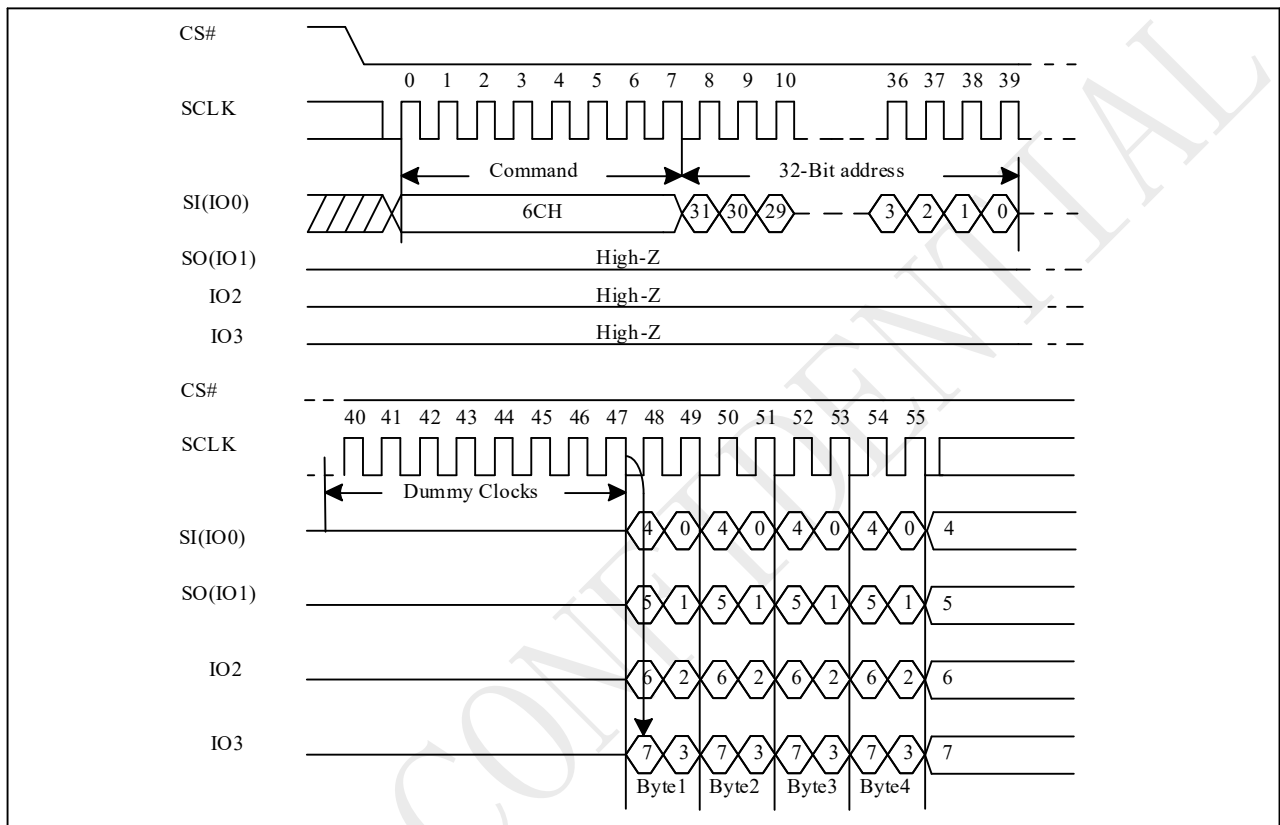 CS#
0 1 2 3 4 5 6 7 8 9 10 36 37 38 39
SCLK
Command 32-Bit address
SI(IO0) 6CH 31 30 29 3 2 1 0
SO(IO1) High-Z
IO2 High-Z
IO3 High-Z
CS#
40 41 42 43 44 45 46 47 48 49 50 51 52 53 54 55
SCLK
Dummy Clocks
SI(IO0) 4 0 4 0 4 0 4 0 4
SO(IO1) 5 1 5 1 5 1 5 1 5
IO2 6 2 6 2 6 2 6 2 6
IO3 7 3 7 3 7 3 7 3 7
Byte1 Byte2 Byte3 Byte4
CONFIDENTIAL